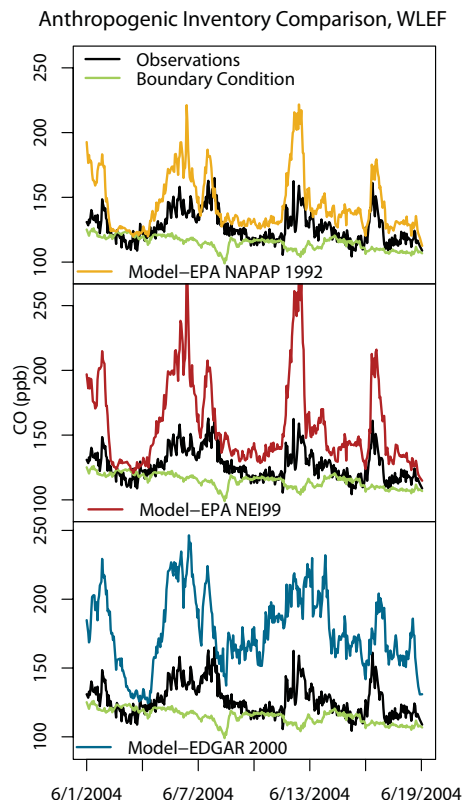 Anthropogenic Inventory Comparison, WLEF
Observations
Boundary Condition
250
200
150
100
Model−EPA NAPAP 1992
CO (ppb)
250
200
150
100
Model−EPA NEI99
250
200
150
100
Model−EDGAR 2000
6/1/2004 6/7/2004 6/13/2004 6/19/2004